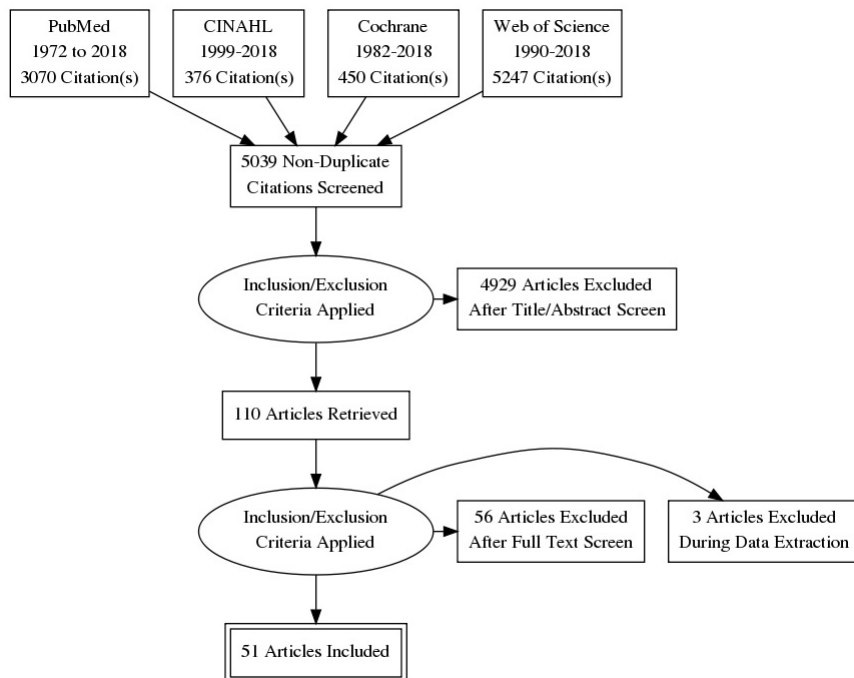 PubMed
1972 to 2018
3070 Citation(s)
CINAHL
1999-2018
376 Citation(s)
Cochrane
1982-2018
450 Citation(s)
Web of Science
1990-2018
5247 Citation(s)
5039 Non-Duplicate
Citations Screened
Inclusion/Exclusion
Criteria Applied
4929 Articles Excluded
After Title/Abstract Screen
110 Articles Retrieved
Inclusion/Exclusion
Criteria Applied
56 Articles Excluded
After Full Text Screen
3 Articles Excluded
During Data Extraction
51 Articles Included